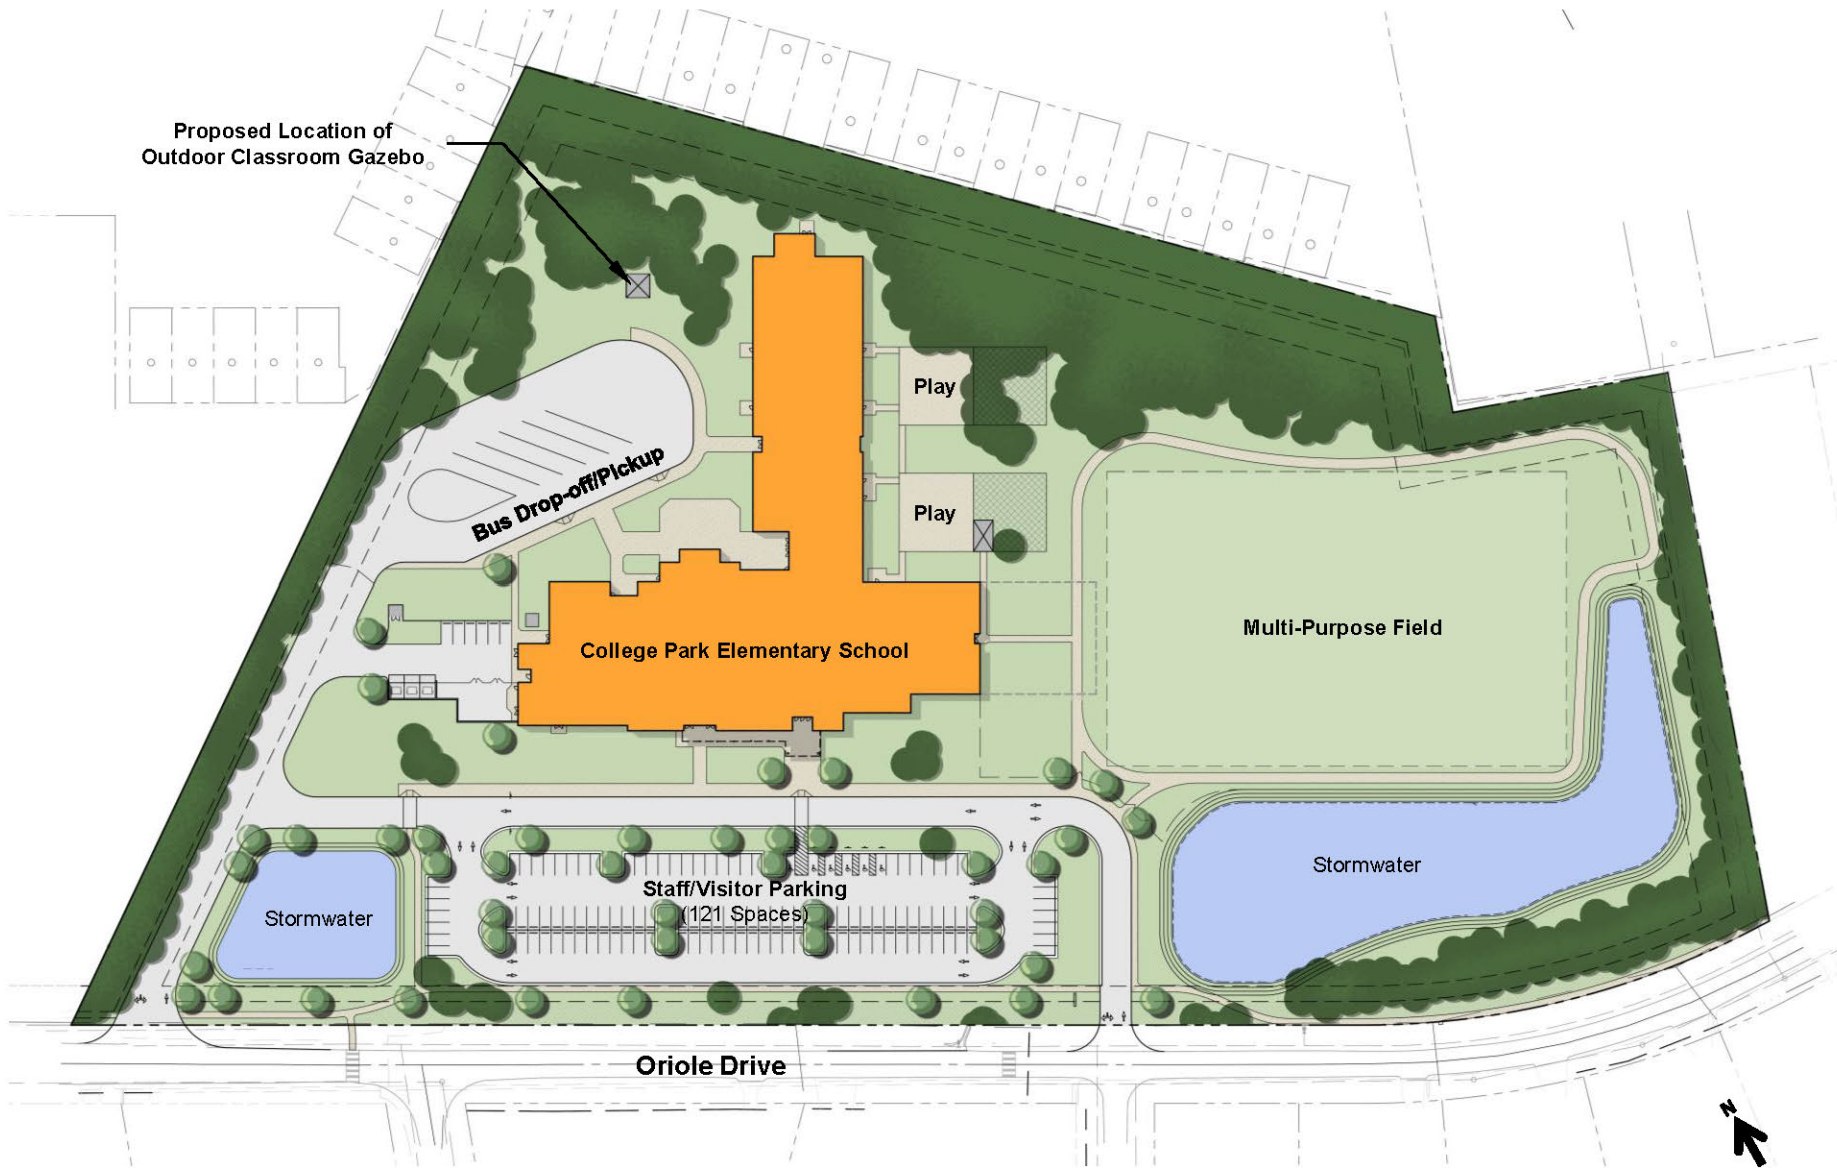 Proposed Location of
Outdoor Classroom Gazebo
Play
Bus Drop-off/Pickup
Play
College Park Elementary School
Multi-Purpose Field
Stormwater
Staff/Visitor Parking
(121 Spaces)
Stormwater
Oriole Drive
N